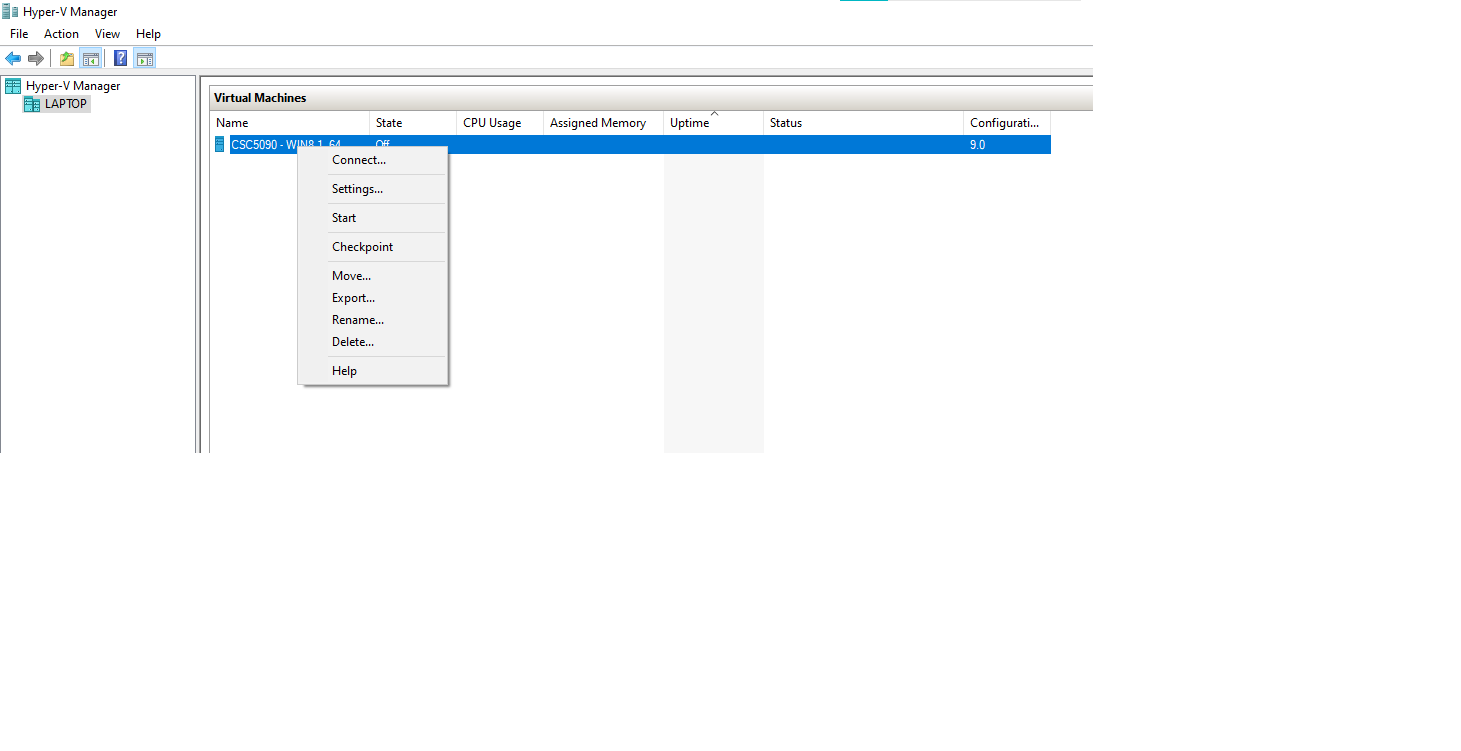 Hyper-V Manager
File Action View Help
Hyper-V Manager
LAPTOP
Virtual Machines
Name State CPU Usage Assigned Memory Uptime Status Configurati...
CSC5090 - WIN8.1_64 Off 9.0
Connect...
Settings...
Start
Checkpoint
Move...
Export...
Rename...
Delete...
Help